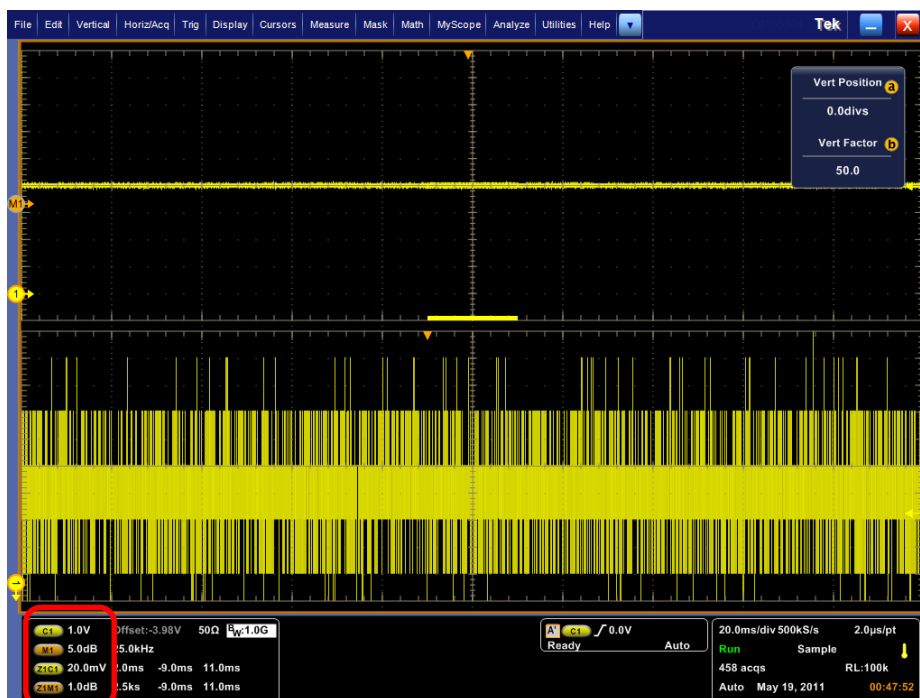 File Edit Vertical Horiz/Acq Trig Display Cursors Measure Mask Math MyScope Analyze Utilities Help Tek X
Vert Position a
0.0divs
Vert Factor b
50.0
M1
1
1
C1 1.0V Offset:-3.98V 50Ω BW:1.0G
M1 5.0dB 25.0kHz
Z1C1 20.0mV 2.0ms -9.0ms 11.0ms
Z1M1 1.0dB 2.5ks -9.0ms 11.0ms
A' C1 0.0V
Ready Auto
20.0ms/div 500kS/s 2.0µs/pt
Run Sample
458 acqs RL:100k
Auto May 19, 2011 00:47:52